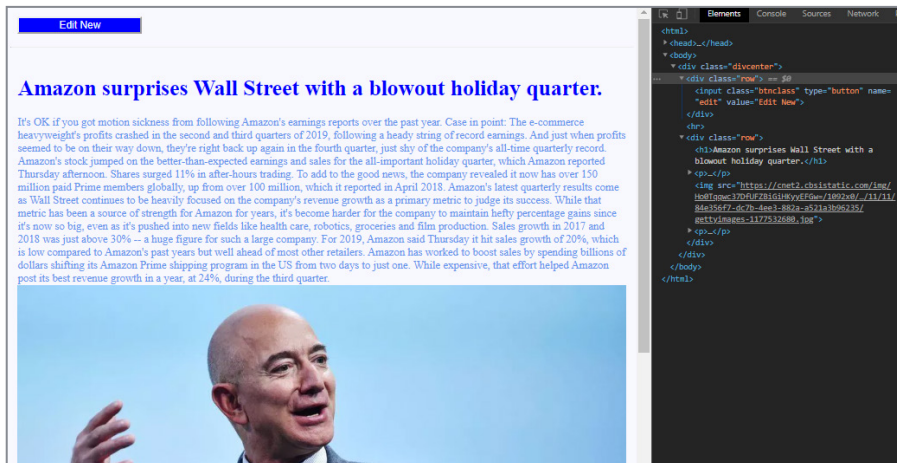 Edit New
Amazon surprises Wall Street with a blowout holiday quarter.
It's OK if you got motion sickness from following Amazon's earnings reports over the past year. Case in point: The e-commerce
heavyweight's profits crashed in the second and third quarters of 2019, following a heady string of record earnings. And just when profits
seemed to be on their way down, they're right back up again in the fourth quarter, just shy of the company's all-time quarterly record.
Amazon's stock jumped on the better-than-expected earnings and sales for the all-important holiday quarter, which Amazon reported
Thursday afternoon. Shares surged 11% in after-hours trading. To add to the good news, the company revealed it now has over 150
million paid Prime members globally, up from over 100 million, which it reported in April 2018. Amazon's latest quarterly results come
as Wall Street continues to be heavily focused on the company's revenue growth as a primary metric to judge its success. While that
metric has been a source of strength for Amazon for years, it's become harder for the company to maintain hefty percentage gains since
it's now so big, even as it's pushed into new fields like health care, robotics, groceries and film production. Sales growth in 2017 and
2018 was just above 30% -- a huge figure for such a large company. For 2019, Amazon said Thursday it hit sales growth of 20%, which
is low compared to Amazon's past years but well ahead of most other retailers. Amazon has worked to boost sales by spending billions of
dollars shifting its Amazon Prime shipping program in the US from two days to just one. While expensive, that effort helped Amazon
post its best revenue growth in a year, at 24%, during the third quarter.
Elements Console Sources Network
<html>
<head>…</head>
<body>
<div class="divcenter">
<div class="row"> == $0
<input class="btnclass" type="button" name=
"edit" value="Edit New">
</div>
<hr>
<div class="row">
<h1>Amazon surprises Wall Street with a
blowout holiday quarter.</h1>
<p>…</p>
<img src="https://cnet2.cbsistatic.com/img/
/1092x0/…/11/11/
84e356f7-dc7b-4ee3-882a-a521a3b96235/
gettyimages-1177532680.jpg">
<p>…</p>
</div>
</div>
</body>
</html>